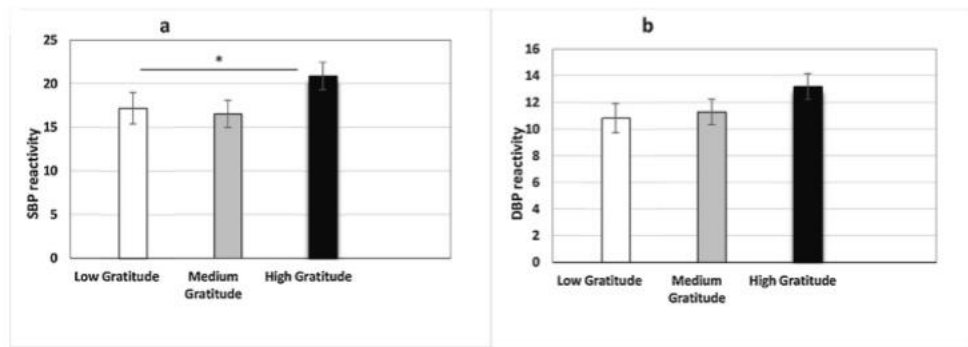 a
25
20
15
10
5
0
SBP reactivity
*
Low Gratitude
Medium
Gratitude
High Gratitude
b
16
14
12
10
8
6
4
2
0
DBP reactivity
Low Gratitude
Medium
Gratitude
High Gratitude